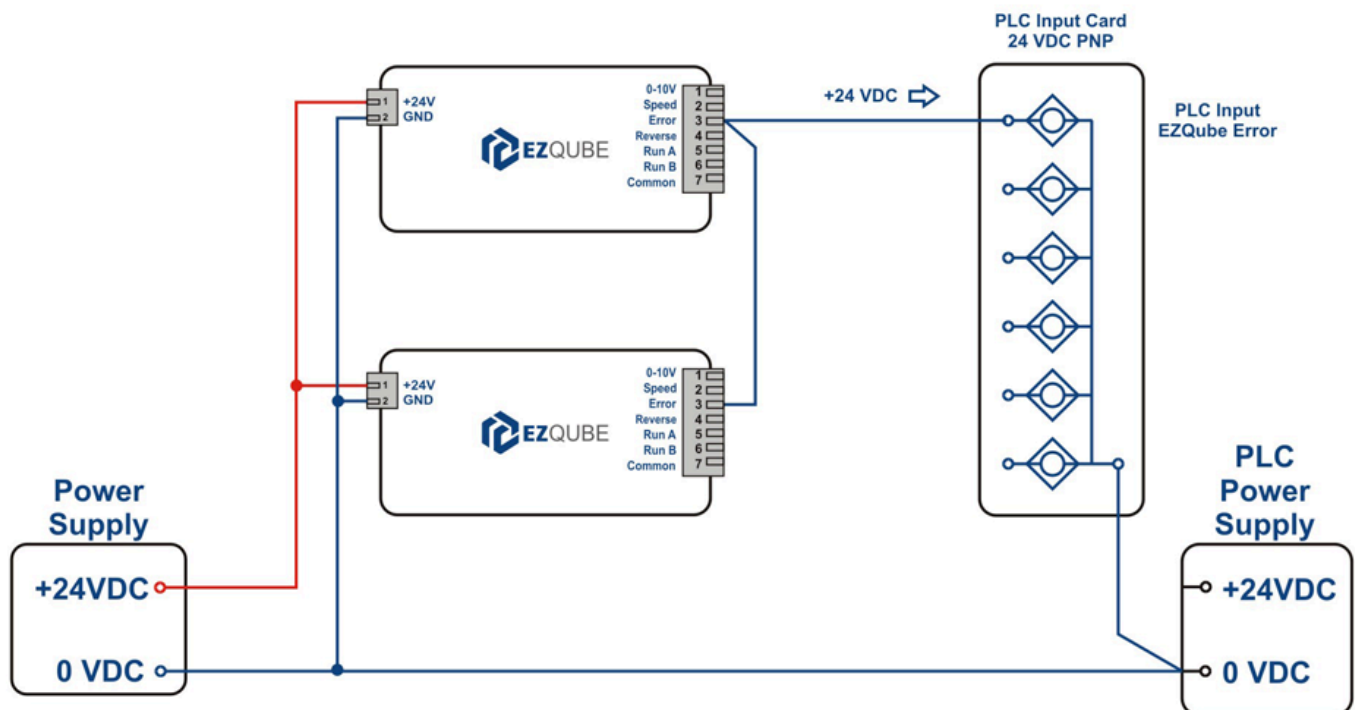 PLC Input Card
24 VDC PNP
+24 VDC
PLC Input
EZQube Error
1
2
+24V
GND
EZQUBE
0-10V 1
Speed 2
Error 3
Reverse 4
Run A 5
Run B 6
Common 7
1
2
+24V
GND
EZQUBE
0-10V 1
Speed 2
Error 3
Reverse 4
Run A 5
Run B 6
Common 7
Power
Supply
+24VDC
0 VDC
PLC
Power
Supply
+24VDC
0 VDC